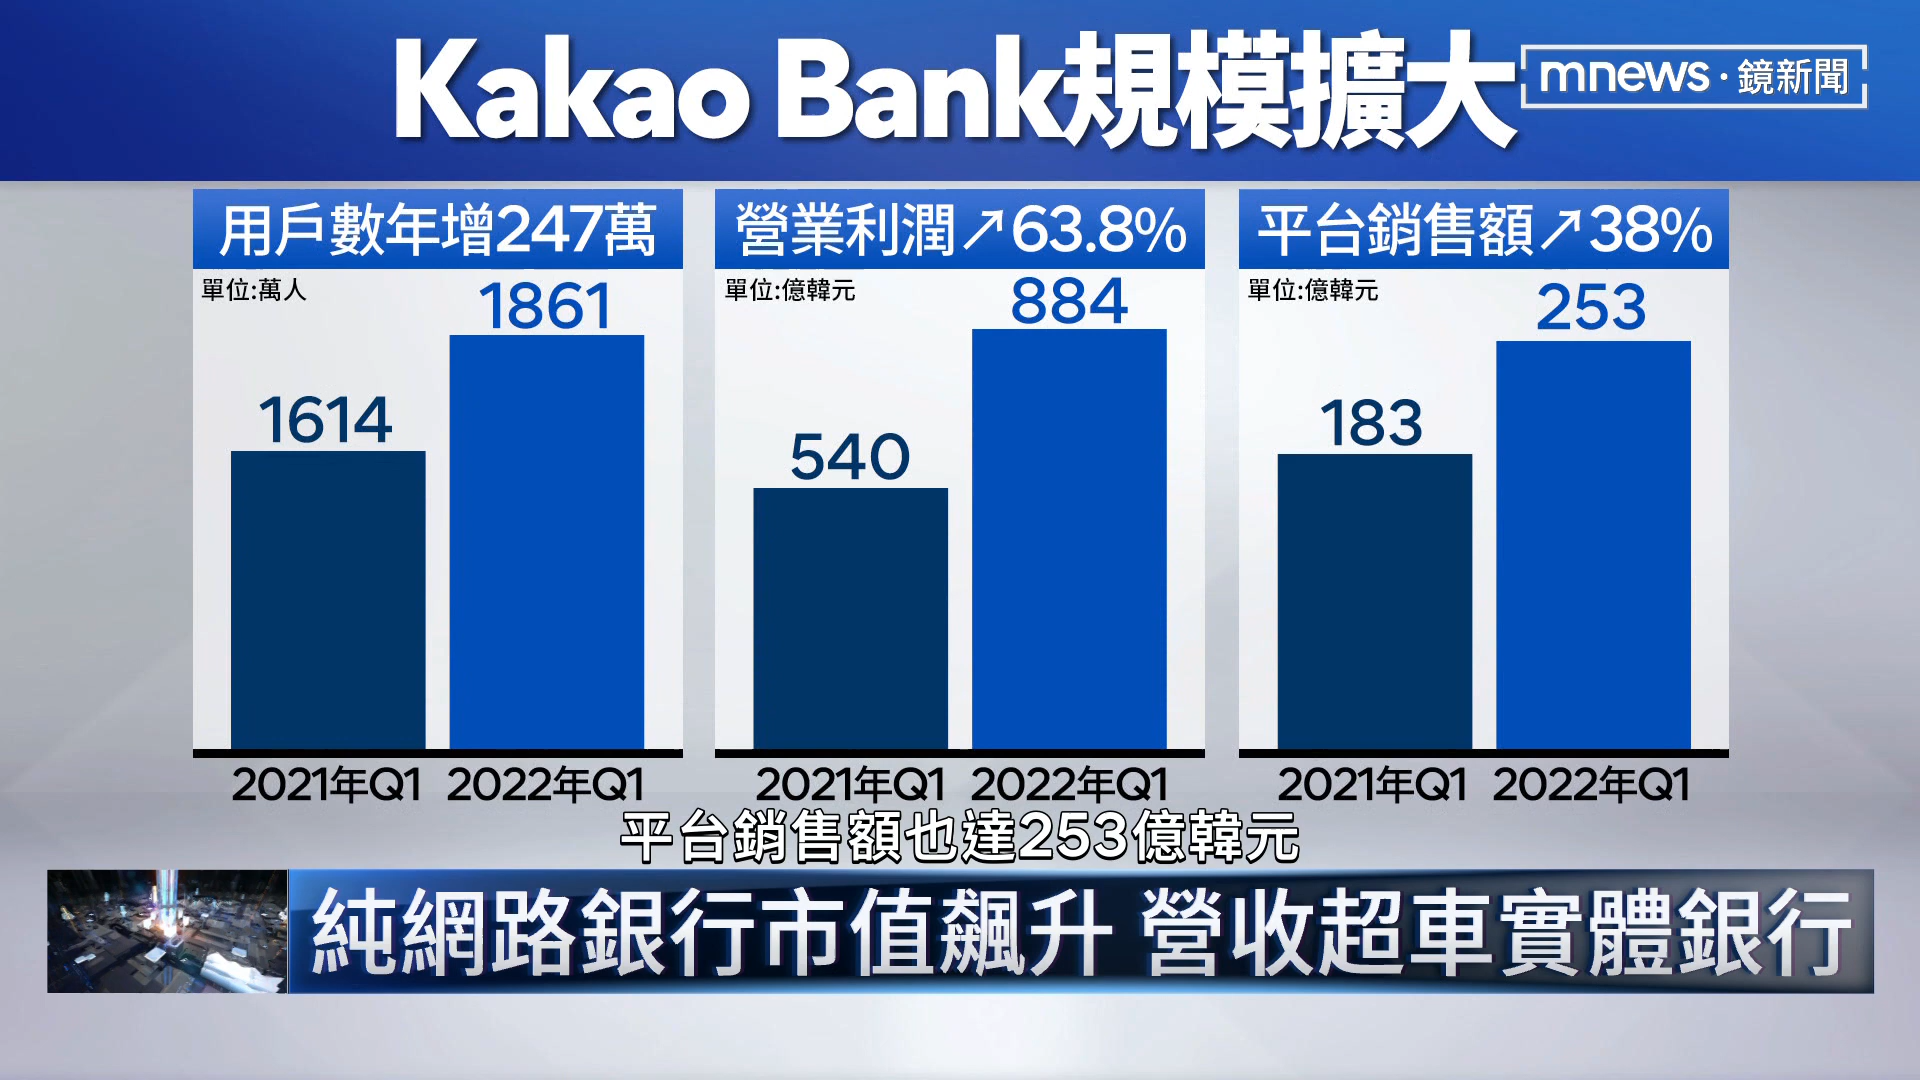 Kakao Bank規模擴大
mnews·鏡新聞
用戶數年增247萬
單位:萬人
1861
1614
2021年Q1 2022年Q1
營業利潤↗63.8%
單位:億韓元
884
540
2021年Q1 2022年Q1
平台銷售額↗38%
單位:億韓元
253
183
2021年Q1 2022年Q1
平台銷售額也達253億韓元
純網路銀行市值飆升 營收超車實體銀行